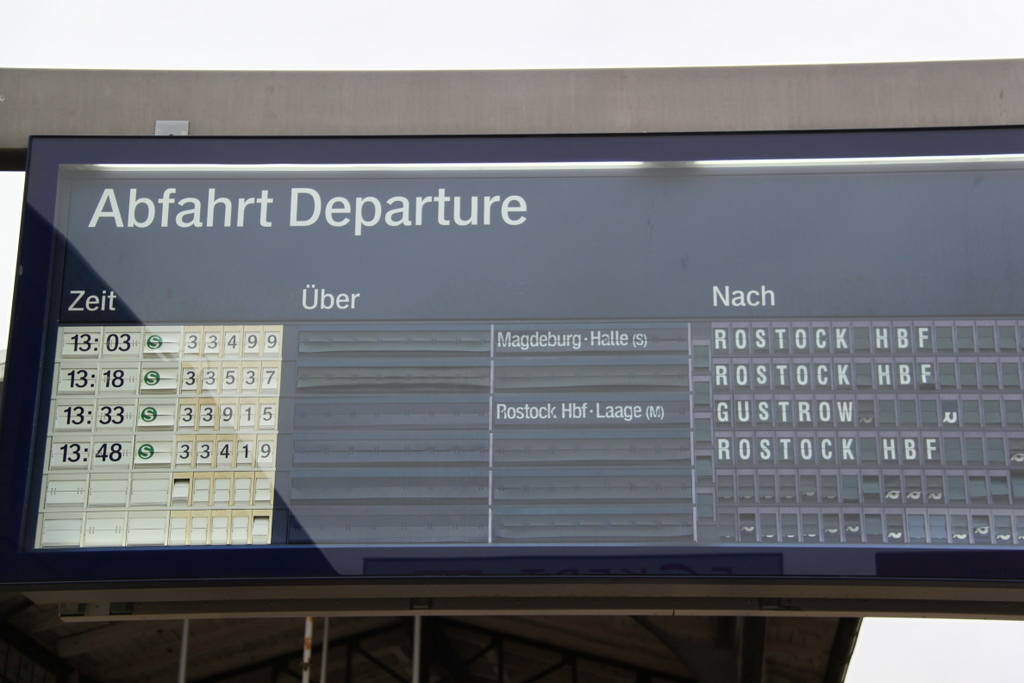 Abfahrt Departure
Zeit Über Nach
13:03 S 33499 Magdeburg·Halle (S) ROSTOCK HBF
13:18 S 33537 ROSTOCK HBF
13:33 S 33915 Rostock Hbf·Laage (M) GUSTROW
13:48 S 33419 ROSTOCK HBF